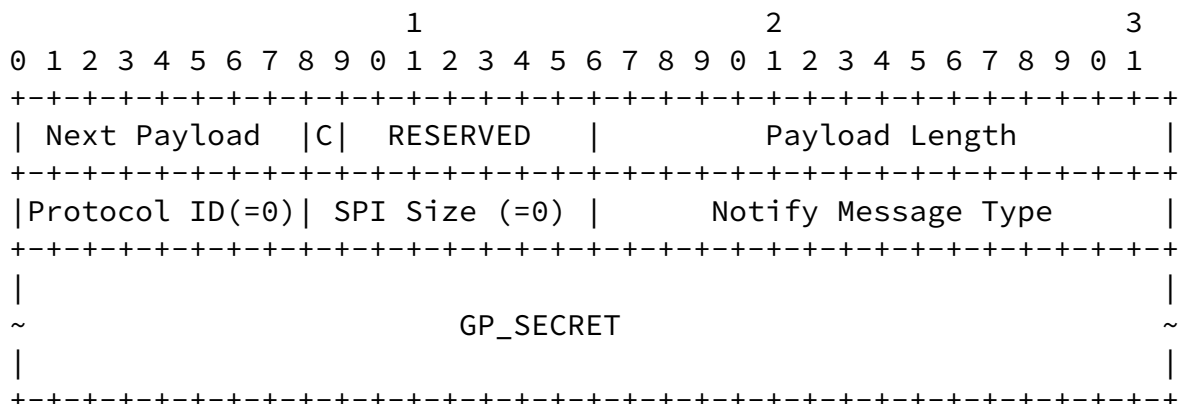 1                   2                   3
0 1 2 3 4 5 6 7 8 9 0 1 2 3 4 5 6 7 8 9 0 1 2 3 4 5 6 7 8 9 0 1
+-+-+-+-+-+-+-+-+-+-+-+-+-+-+-+-+-+-+-+-+-+-+-+-+-+-+-+-+-+-+-+-+
| Next Payload  |C|  RESERVED   |         Payload Length        |
+-+-+-+-+-+-+-+-+-+-+-+-+-+-+-+-+-+-+-+-+-+-+-+-+-+-+-+-+-+-+-+-+
|Protocol ID(=0)| SPI Size (=0) |      Notify Message Type      |
+-+-+-+-+-+-+-+-+-+-+-+-+-+-+-+-+-+-+-+-+-+-+-+-+-+-+-+-+-+-+-+-+
|                                                               |
~                        GP_SECRET                              ~
|                                                               |
+-+-+-+-+-+-+-+-+-+-+-+-+-+-+-+-+-+-+-+-+-+-+-+-+-+-+-+-+-+-+-+-+